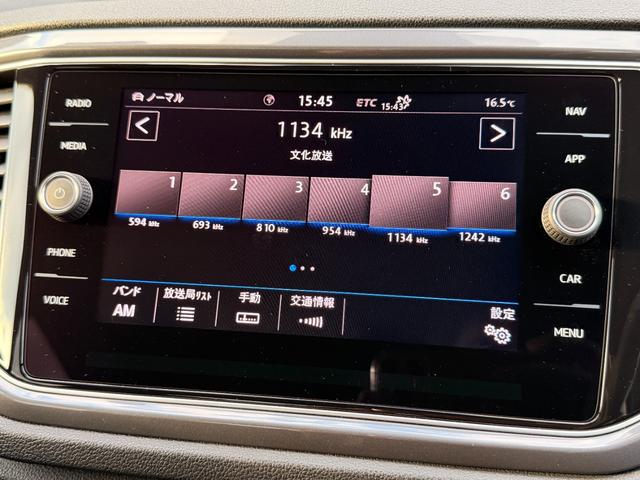 RADIO
MEDIA
PHONE
VOICE
ノーマル 15:45 ETC 15:43 16.5℃
1134 kHz
文化放送
1 2 3 4 5 6
594 kHz 693 kHz 810 kHz 954 kHz 1134 kHz 1242 kHz
バンド 放送局リスト 手動 交通情報 設定
AM
NAV
APP
CAR
MENU